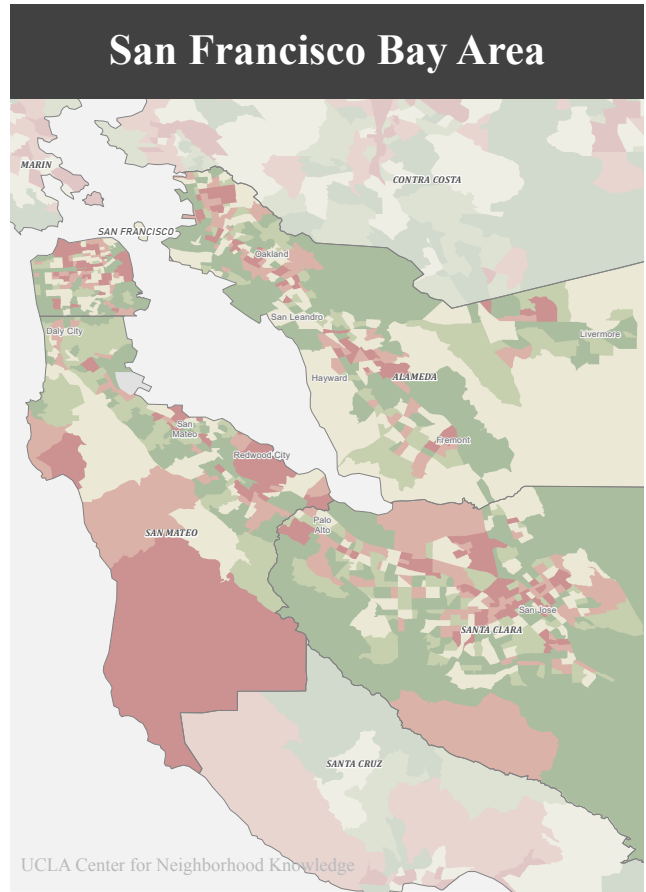 San Francisco Bay Area
MARIN
CONTRA COSTA
SAN FRANCISCO
Oakland
San Leandro
Daly City
Livermore
Hayward
ALAMEDA
San
Mateo
Fremont
Redwood City
Palo
Alto
SAN MATEO
San Jose
SANTA CLARA
SANTA CRUZ
UCLA Center for Neighborhood Knowledge